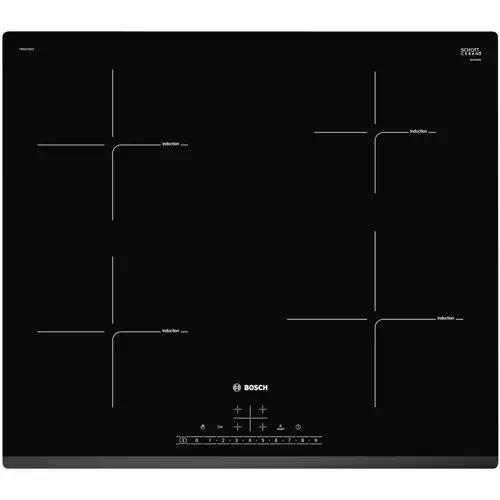 SCHOTT
CERAN
induction
induction
induction
induction
BOSCH
0 · 1 · 2 · 3 · 4 · 5 · 6 · 7 · 8 · 9